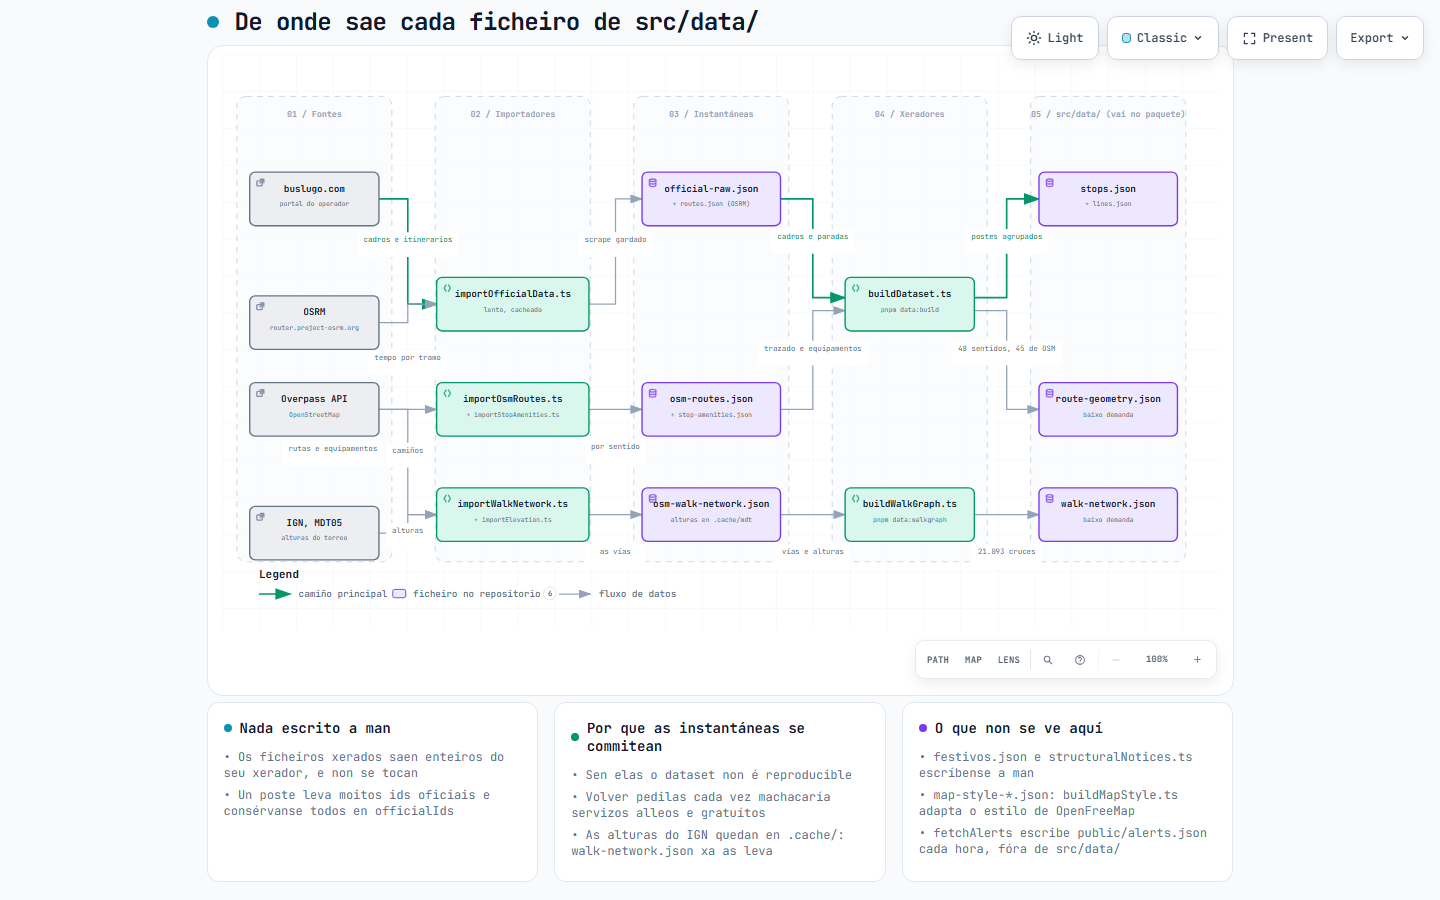 De onde sae cada ficheiro de src/data/
Light
Classic
Present
Export
01 / Fontes
02 / Importadores
03 / Instantáneas
04 / Xeradores
05 / src/data/ (vai no paquete)
buslugo.com
portal do operador
official-raw.json
+ routes.json (OSRM)
stops.json
+ lines.json
cadros e itinerarios
scrape gardado
cadros e paradas
postes agrupados
importOfficialData.ts
lento, cacheado
buildDataset.ts
pnpm data:build
OSRM
router.project-osrm.org
tempo por tramo
trazado e equipamentos
48 sentidos, 45 de OSM
Overpass API
OpenStreetMap
importOsmRoutes.ts
+ importStopAmenities.ts
osm-routes.json
+ stop-amenities.json
route-geometry.json
baixo demanda
rutas e equipamentos
camiños
por sentido
importWalkNetwork.ts
+ importElevation.ts
osm-walk-network.json
alturas en .cache/mdt
buildWalkGraph.ts
pnpm data:walkgraph
walk-network.json
baixo demanda
IGN, MDT05
alturas do terreo
alturas
as vías
vías e alturas
21.093 cruces
Legend
camiño principal
ficheiro no repositorio
6
fluxo de datos
PATH
MAP
LENS
100%
Nada escrito a man
• Os ficheiros xerados saen enteiros do
seu xerador, e non se tocan
• Un poste leva moitos ids oficiais e
consérvanse todos en officialIds
Por que as instantáneas se
commitean
• Sen elas o dataset non é reproducible
• Volver pedilas cada vez machacaría
servizos alleos e gratuítos
• As alturas do IGN quedan en .cache/:
walk-network.json xa as leva
O que non se ve aquí
• festivos.json e structuralNotices.ts
escríbense a man
• map-style-*.json: buildMapStyle.ts
adapta o estilo de OpenFreeMap
• fetchAlerts escribe public/alerts.json
cada hora, fóra de src/data/